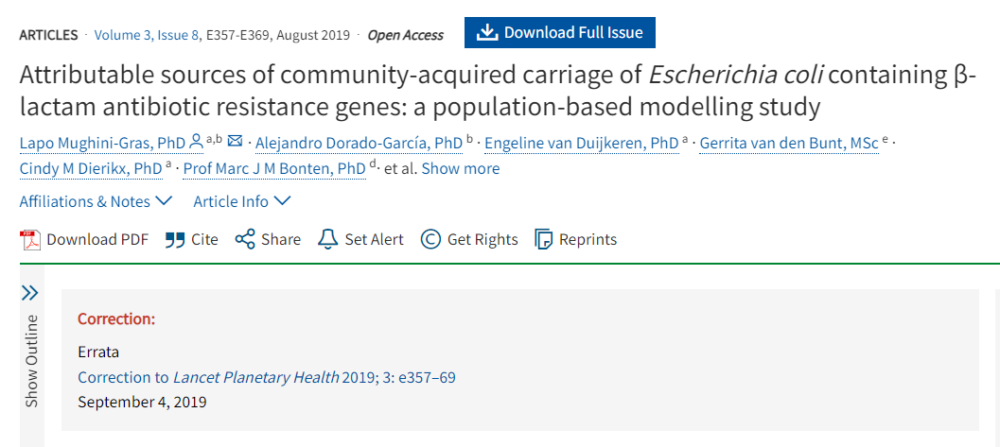 ARTICLES · Volume 3, Issue 8, E357-E369, August 2019 · Open Access
Download Full Issue
Attributable sources of community-acquired carriage of Escherichia coli containing β-
lactam antibiotic resistance genes: a population-based modelling study
Lapo Mughini-Gras, PhD a,b · Alejandro Dorado-García, PhD b · Engeline van Duijkeren, PhD a · Gerrita van den Bunt, MSc e ·
Cindy M Dierikx, PhD a · Prof Marc J M Bonten, PhD d · et al. Show more
Affiliations & Notes Article Info
Download PDF Cite Share Set Alert © Get Rights Reprints
Show Outline
Correction:
Errata
Correction to Lancet Planetary Health 2019; 3: e357–69
September 4, 2019